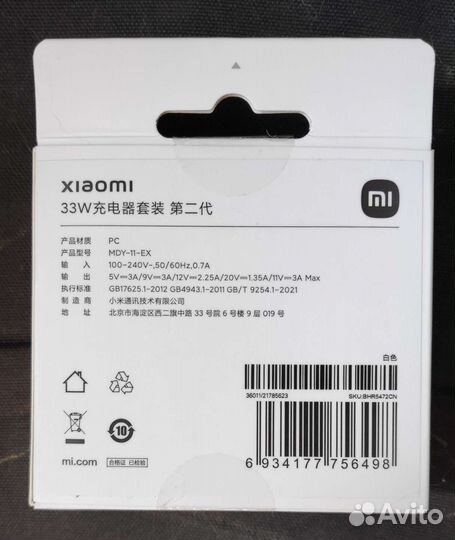 xiaomi
mi
33W充电器套装 第二代
产品材质 PC
产品型号 MDY-11-EX
输 入 100-240V~,50/60Hz,0.7A
输 出 5V⎓3A/9V⎓3A/12V⎓2.25A/20V⎓1.35A/11V⎓3A Max
执行标准 GB17625.1-2012 GB4943.1-2011 GB/T 9254.1-2021
制造商 小米通讯技术有限公司
地 址 北京市海淀区西二旗中路 33 号院 6 号楼 9 层 019 号
白色
36011/21785623 SKU:BHR5472CN
10
mi.com 合格证 已检验
6 934177 756498
Avito